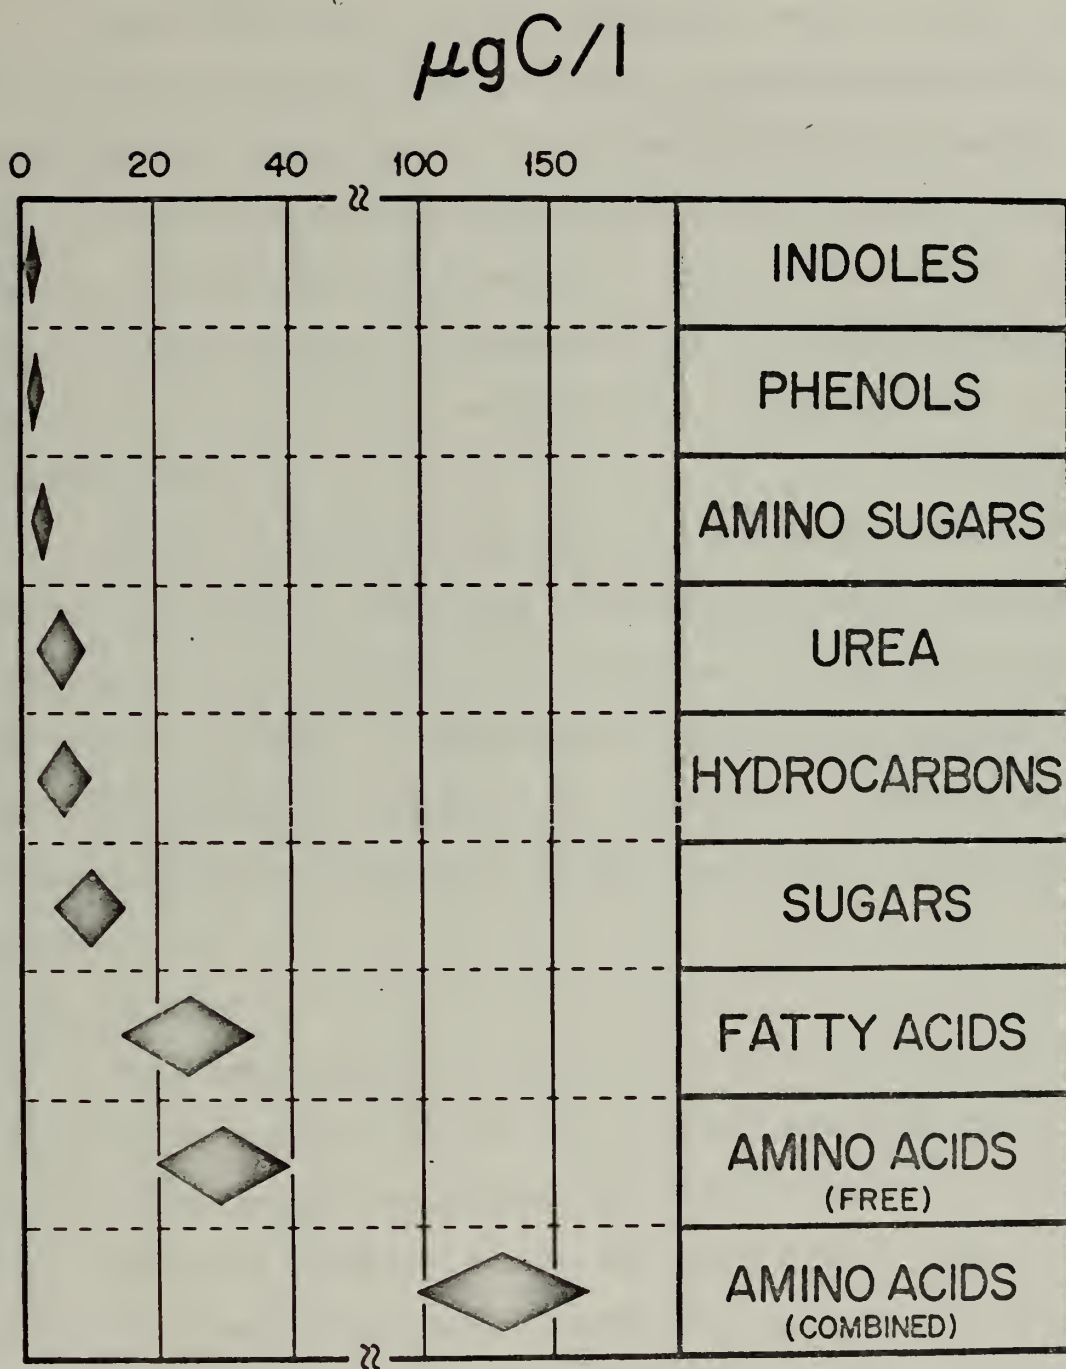 μgC/l
0 20 40 100 150
INDOLES
PHENOLS
AMINO SUGARS
UREA
HYDROCARBONS
SUGARS
FATTY ACIDS
AMINO ACIDS
(FREE)
AMINO ACIDS
(COMBINED)